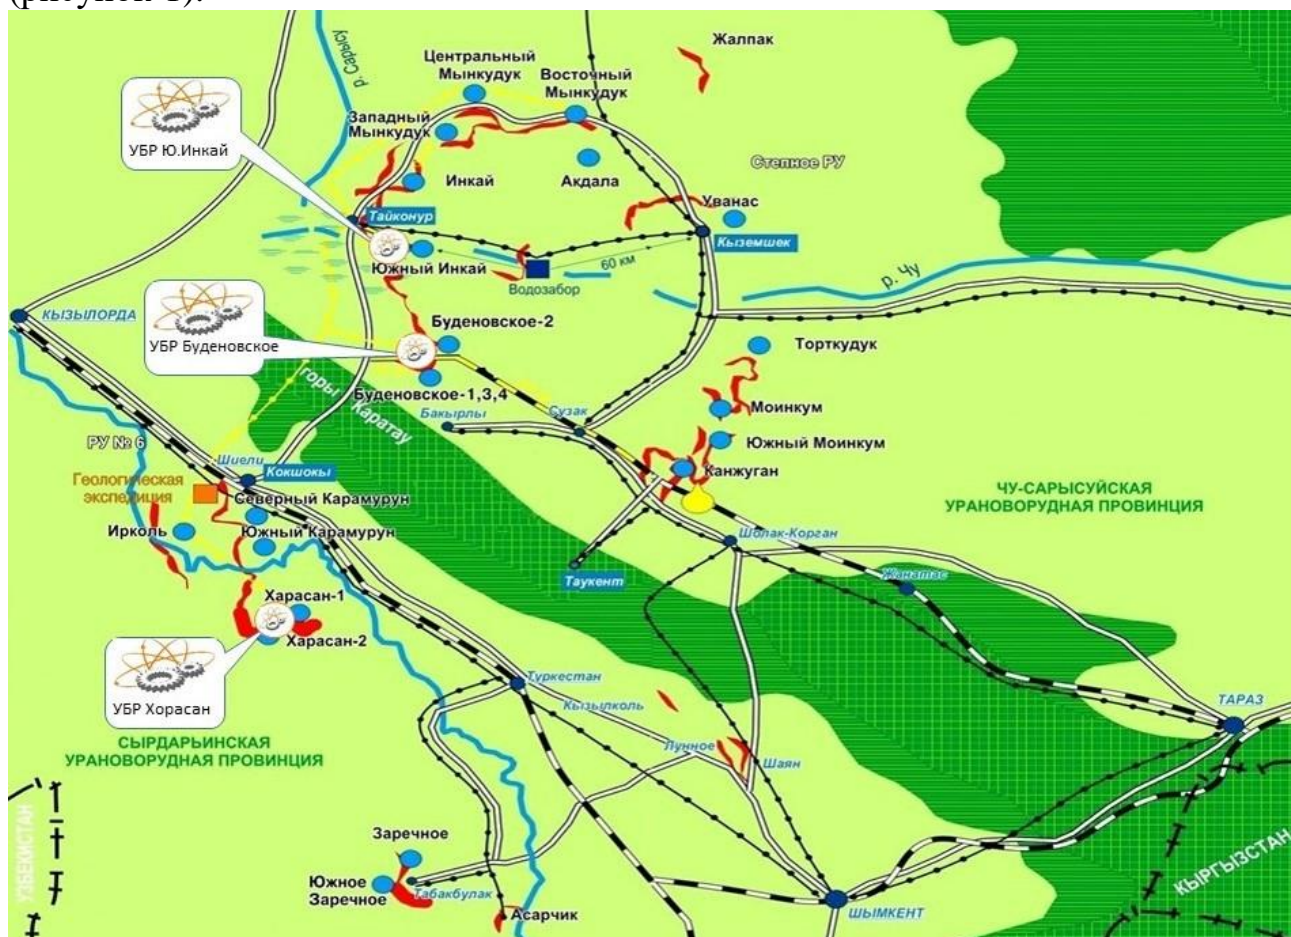 (рисунок 1).
Жалпак
Центральный
Мынкудук
Восточный
Мынкудук
р. Сарысу
Западный
Мынкудук
УБР Ю.Инкай
Степное РУ
Инкай
Акдала
Уванас
Тайконур
Кыземшек
Южный Инкай
60 км
Водозабор
р. Чу
КЫЗЫЛОРДА
Буденовское-2
УБР Буденовское
Торткудук
горы Каратау
Буденовское-1,3,4
Бакырлы
Сузак
Моинкум
РУ № 6
Южный Моинкум
Шиели
Кокшокы
Канжуган
Геологическая
экспедиция
Северный Карамурун
ЧУ-САРЫСУЙСКАЯ
УРАНОВОРУДНАЯ ПРОВИНЦИЯ
Ирколь
Южный Карамурун
Шолак-Корган
Таукент
Жанатас
Харасан-1
Харасан-2
УБР Хорасан
Туркестан
Кызылколь
ТАРАЗ
СЫРДАРЬИНСКАЯ
УРАНОВОРУДНАЯ ПРОВИНЦИЯ
Лунное
Шаян
УЗБЕКИСТАН
Заречное
Южное
Заречное
Табакбулак
КЫРГЫЗСТАН
Асарчик
ШЫМКЕНТ